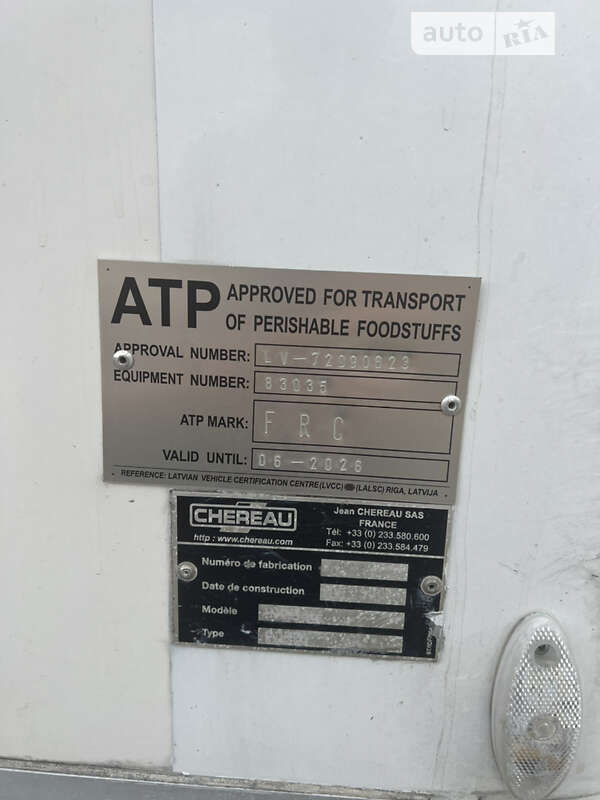 auto RIA
ATP APPROVED FOR TRANSPORT
OF PERISHABLE FOODSTUFFS
APPROVAL NUMBER: LV-72990623
EQUIPMENT NUMBER: 83035
ATP MARK: FRC
VALID UNTIL: 06-2026
REFERENCE: LATVIAN VEHICLE CERTIFICATION CENTRE (LVCC) (LALSC) RIGA, LATVIJA
CHEREAU
http : www.chereau.com
Jean CHEREAU SAS
FRANCE
Tél: +33 (0) 233.580.600
Fax: +33 (0) 233.584.479
Numéro de fabrication
Date de construction
Modèle
Type